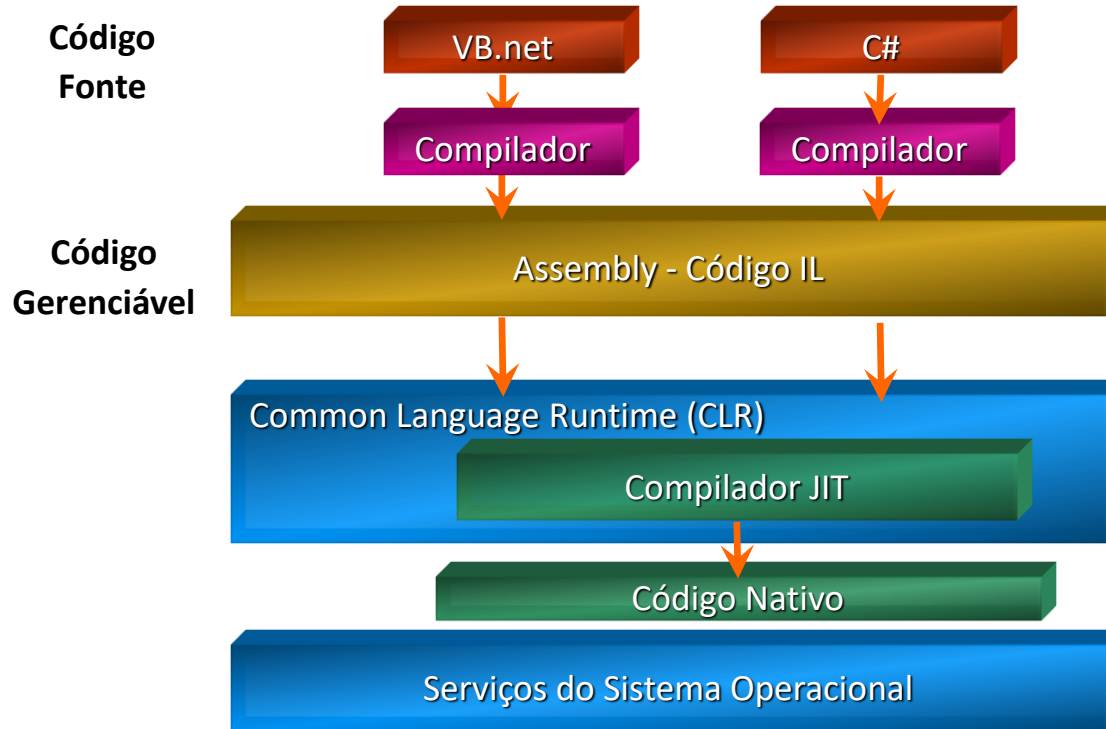 Código
Fonte
VB.net
C#
Compilador
Compilador
Código
Gerenciável
Assembly - Código IL
Common Language Runtime (CLR)
Compilador JIT
Código Nativo
Serviços do Sistema Operacional